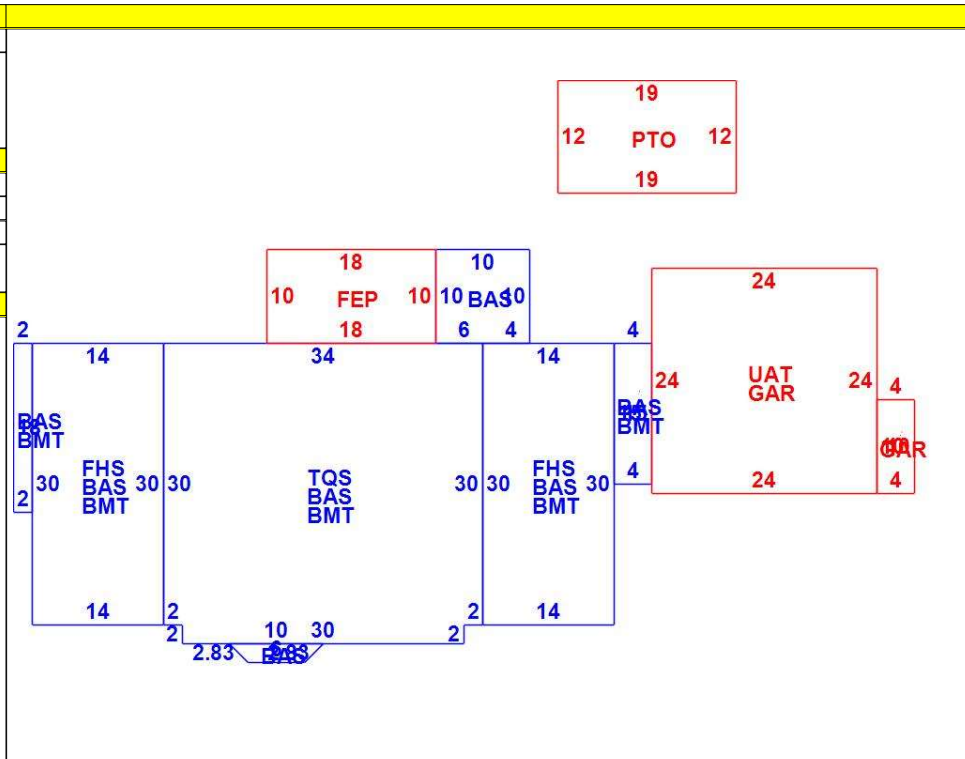 19
12 PTO 12
19
18 10
10 FEP 10 10 BAS 10
18 6 4
24
2 14 34 14 4
24 UAT 24 4
GAR
BAS
BMT
BAS
BMT
GAR
30 FHS 30
BAS
BMT
30 TQS 30
BAS
BMT
30 FHS 30
BAS
BMT
2 4 24 4
14 2 2 14
2 10 30 2
2.83 BAS